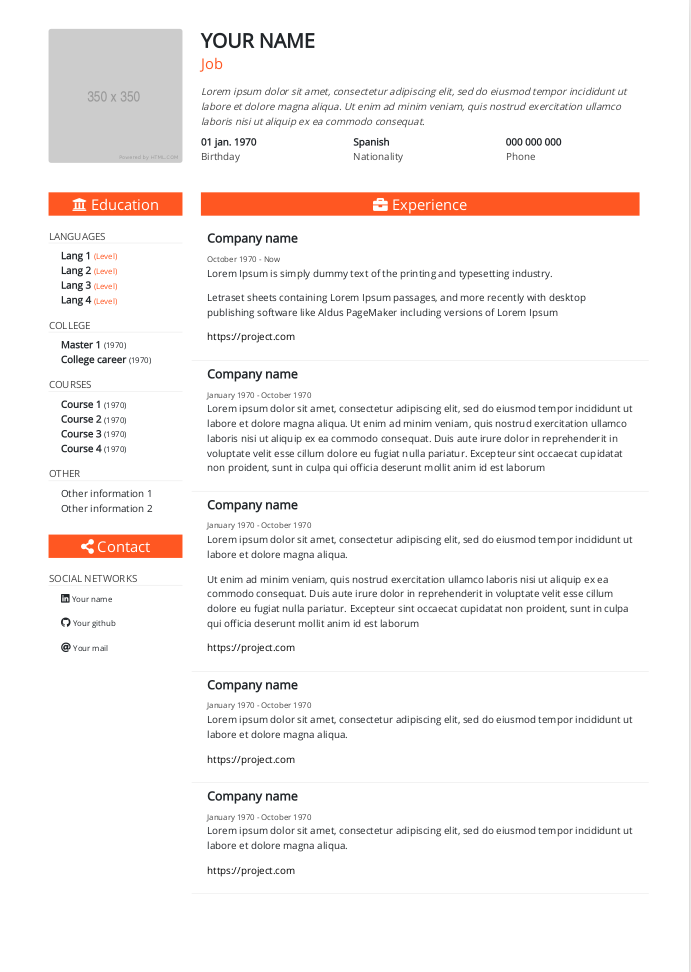 350 x 350
Powered by HTML.COM
YOUR NAME
Job
Lorem ipsum dolor sit amet, consectetur adipiscing elit, sed do eiusmod tempor incididunt ut
labore et dolore magna aliqua. Ut enim ad minim veniam, quis nostrud exercitation ullamco
laboris nisi ut aliquip ex ea commodo consequat.
01 jan. 1970 Spanish 000 000 000
Birthday Nationality Phone
Education
LANGUAGES
Lang 1 (Level)
Lang 2 (Level)
Lang 3 (Level)
Lang 4 (Level)
COLLEGE
Master 1 (1970)
College career (1970)
COURSES
Course 1 (1970)
Course 2 (1970)
Course 3 (1970)
Course 4 (1970)
OTHER
Other information 1
Other information 2
Contact
SOCIAL NETWORKS
Your name
Your github
Your mail
Experience
Company name
October 1970 - Now
Lorem Ipsum is simply dummy text of the printing and typesetting industry.
Letraset sheets containing Lorem Ipsum passages, and more recently with desktop
publishing software like Aldus PageMaker including versions of Lorem Ipsum
https://project.com
Company name
January 1970 - October 1970
Lorem ipsum dolor sit amet, consectetur adipiscing elit, sed do eiusmod tempor incididunt ut
labore et dolore magna aliqua. Ut enim ad minim veniam, quis nostrud exercitation ullamco
laboris nisi ut aliquip ex ea commodo consequat. Duis aute irure dolor in reprehenderit in
voluptate velit esse cillum dolore eu fugiat nulla pariatur. Excepteur sint occaecat cupidatat
non proident, sunt in culpa qui officia deserunt mollit anim id est laborum
Company name
January 1970 - October 1970
Lorem ipsum dolor sit amet, consectetur adipiscing elit, sed do eiusmod tempor incididunt ut
labore et dolore magna aliqua.
Ut enim ad minim veniam, quis nostrud exercitation ullamco laboris nisi ut aliquip ex ea
commodo consequat. Duis aute irure dolor in reprehenderit in voluptate velit esse cillum
dolore eu fugiat nulla pariatur. Excepteur sint occaecat cupidatat non proident, sunt in culpa
qui officia deserunt mollit anim id est laborum
https://project.com
Company name
January 1970 - October 1970
Lorem ipsum dolor sit amet, consectetur adipiscing elit, sed do eiusmod tempor incididunt ut
labore et dolore magna aliqua.
https://project.com
Company name
January 1970 - October 1970
Lorem ipsum dolor sit amet, consectetur adipiscing elit, sed do eiusmod tempor incididunt ut
labore et dolore magna aliqua.
https://project.com